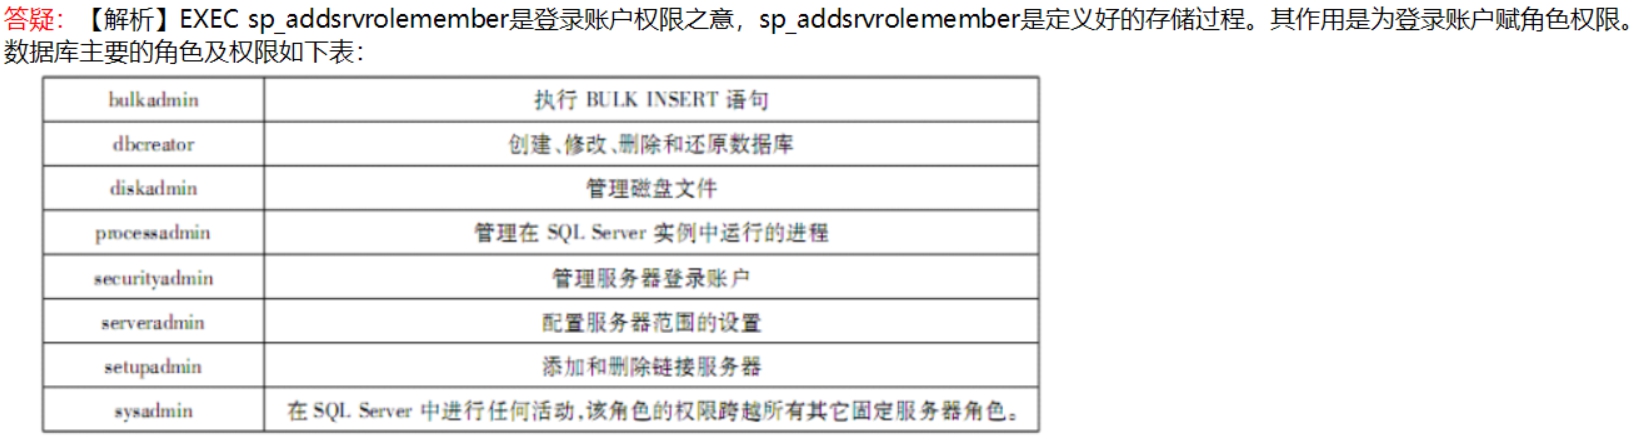 答疑：【解析】EXEC sp_addsrvrolemember是登录账户权限之意，sp_addsrvrolemember是定义好的存储过程。其作用是为登录账户赋角色权限。
数据库主要的角色及权限如下表：
bulkadmin 执行 BULK INSERT 语句
dbcreator 创建、修改、删除和还原数据库
diskadmin 管理磁盘文件
processadmin 管理在 SQL Server 实例中运行的进程
securityadmin 管理服务器登录账户
serveradmin 配置服务器范围的设置
setupadmin 添加和删除链接服务器
sysadmin 在 SQL Server 中进行任何活动,该角色的权限跨越所有其它固定服务器角色。